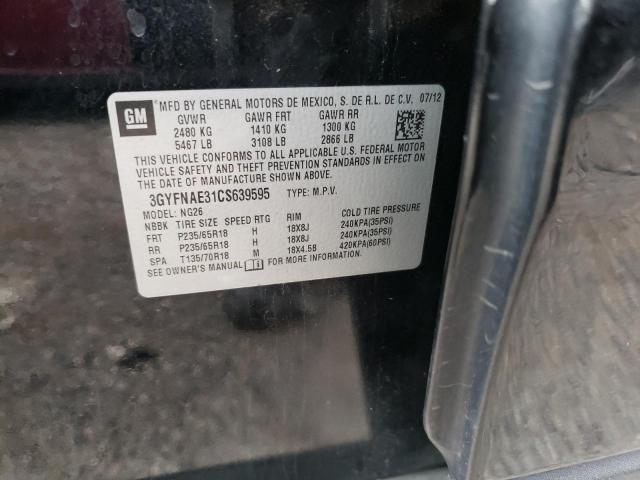 GM
MFD BY GENERAL MOTORS DE MEXICO, S. DE R.L. DE C.V. 07/12
GVWR GAWR FRT GAWR RR
2480 KG 1410 KG 1300 KG
5467 LB 3108 LB 2866 LB
THIS VEHICLE CONFORMS TO ALL APPLICABLE U.S. FEDERAL MOTOR
VEHICLE SAFETY AND THEFT PREVENTION STANDARDS IN EFFECT ON
THE DATE OF MANUFACTURE SHOWN ABOVE.
3GYFNAE31CS639595 TYPE: M.P.V.
MODEL: NG26
NBBK TIRE SIZE SPEED RTG RIM COLD TIRE PRESSURE
FRT P235/65R18 H 18X8J 240KPA(35PSI)
RR P235/65R18 H 18X8J 240KPA(35PSI)
SPA T135/70R18 M 18X4.5B 420KPA(60PSI)
SEE OWNER'S MANUAL FOR MORE INFORMATION.